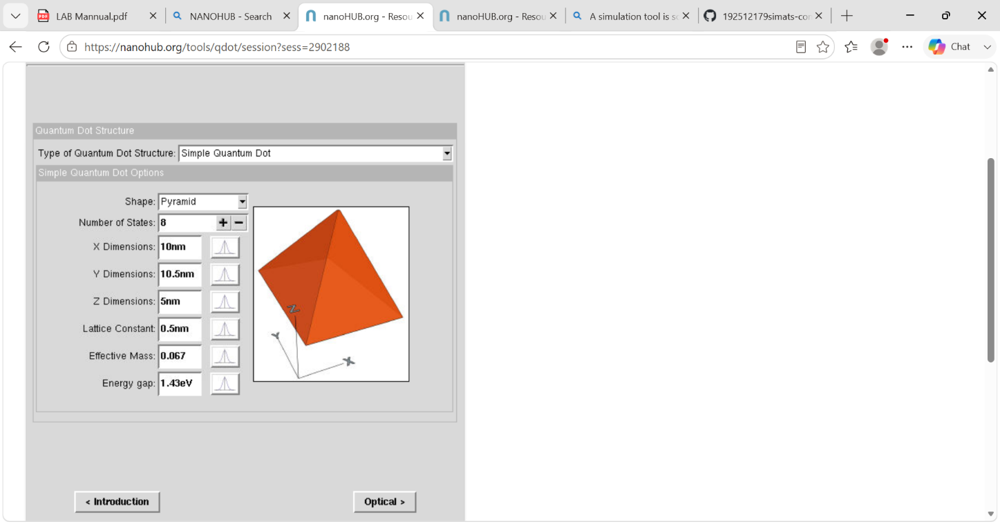 LAB Mannual.pdf
NANOHUB - Search
nanoHUB.org - Resou
nanoHUB.org - Resou
A simulation tool is so
192512179simats-cor
https://nanohub.org/tools/qdot/session?sess=2902188
Chat
Quantum Dot Structure
Type of Quantum Dot Structure: Simple Quantum Dot
Simple Quantum Dot Options
Shape: Pyramid
Number of States: 8 + −
X Dimensions: 10nm
Y Dimensions: 10.5nm
Z Dimensions: 5nm
Lattice Constant: 0.5nm
Effective Mass: 0.067
Energy gap: 1.43eV
Z
Y
X
< Introduction
Optical >